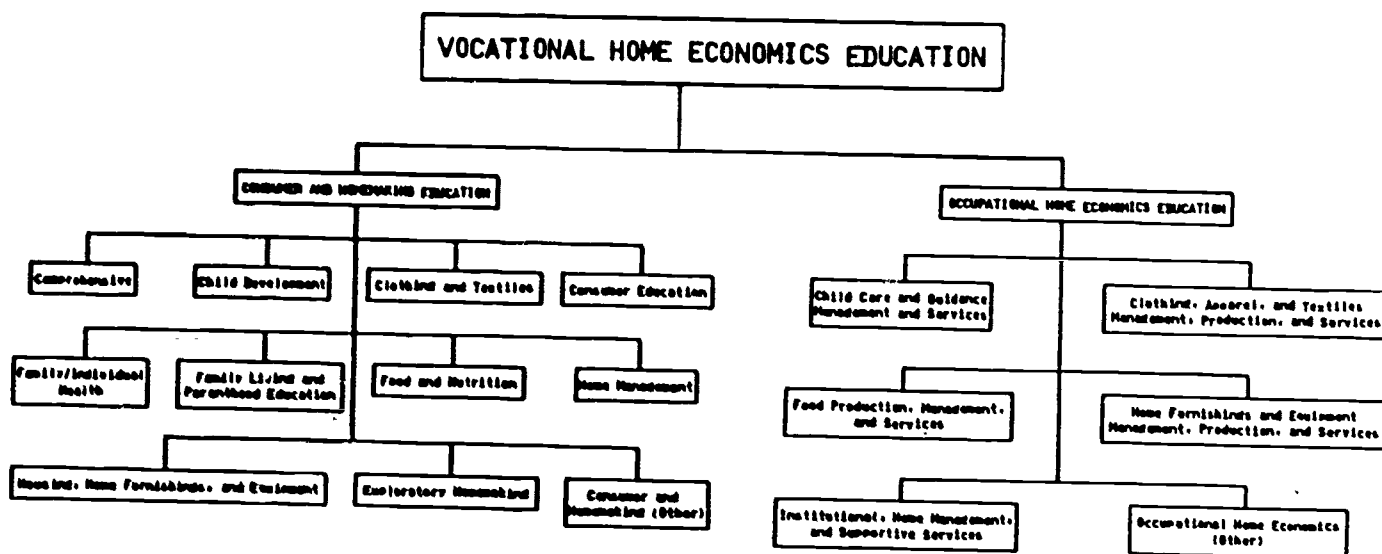 VOCATIONAL HOME ECONOMICS EDUCATION
CONSUMER AND HOMEMAKING EDUCATION
OCCUPATIONAL HOME ECONOMICS EDUCATION
Comprehensive
Child Development
Clothing and Textiles
Consumer Education
Child Care and Guidance
Management and Services
Clothing, Apparel, and Textiles
Management, Production, and Services
Family/Individual
Health
Family Living and
Parenthood Education
Food and Nutrition
Home Management
Food Production, Management,
and Services
Home Furnishings and Equipment
Management, Production, and Services
Housing, Home Furnishings, and Equipment
Exploratory Homemaking
Consumer and
Homemaking (Other)
Institutional, Home Management,
and Supportive Services
Occupational Home Economics
(Other)